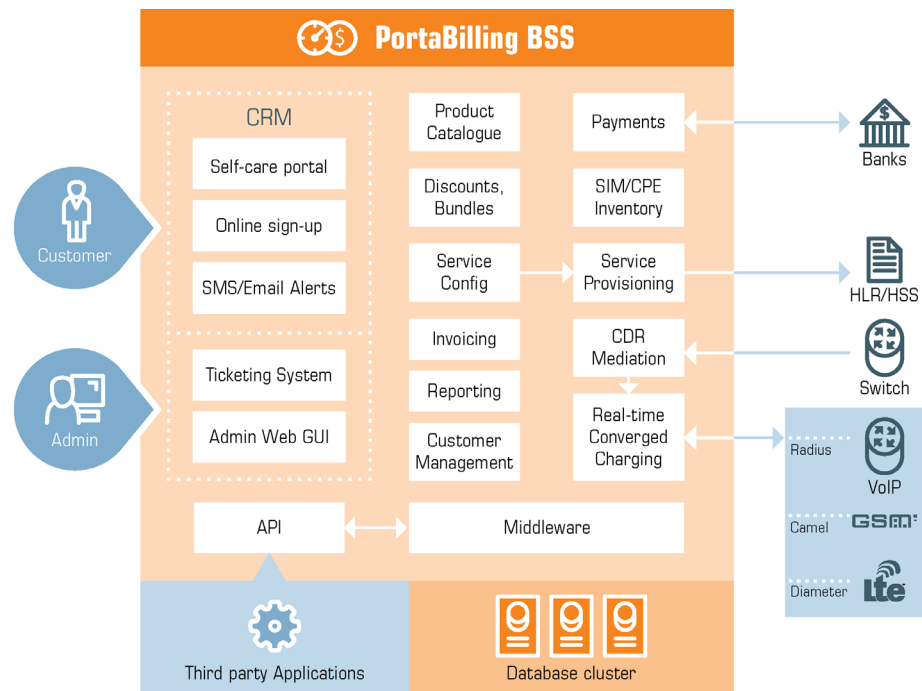 PortaBilling BSS
CRM
Self-care portal
Online sign-up
SMS/Email Alerts
Ticketing System
Admin Web GUI
Customer
Admin
Product
Catalogue
Discounts,
Bundles
Service
Config
Invoicing
Reporting
Customer
Management
Payments
SIM/CPE
Inventory
Service
Provisioning
CDR
Mediation
Real-time
Converged
Charging
API
Middleware
Third party Applications
Database cluster
$
$
Banks
HLR/HSS
Switch
Radius
VoIP
Camel
GSM
Diameter
Lte